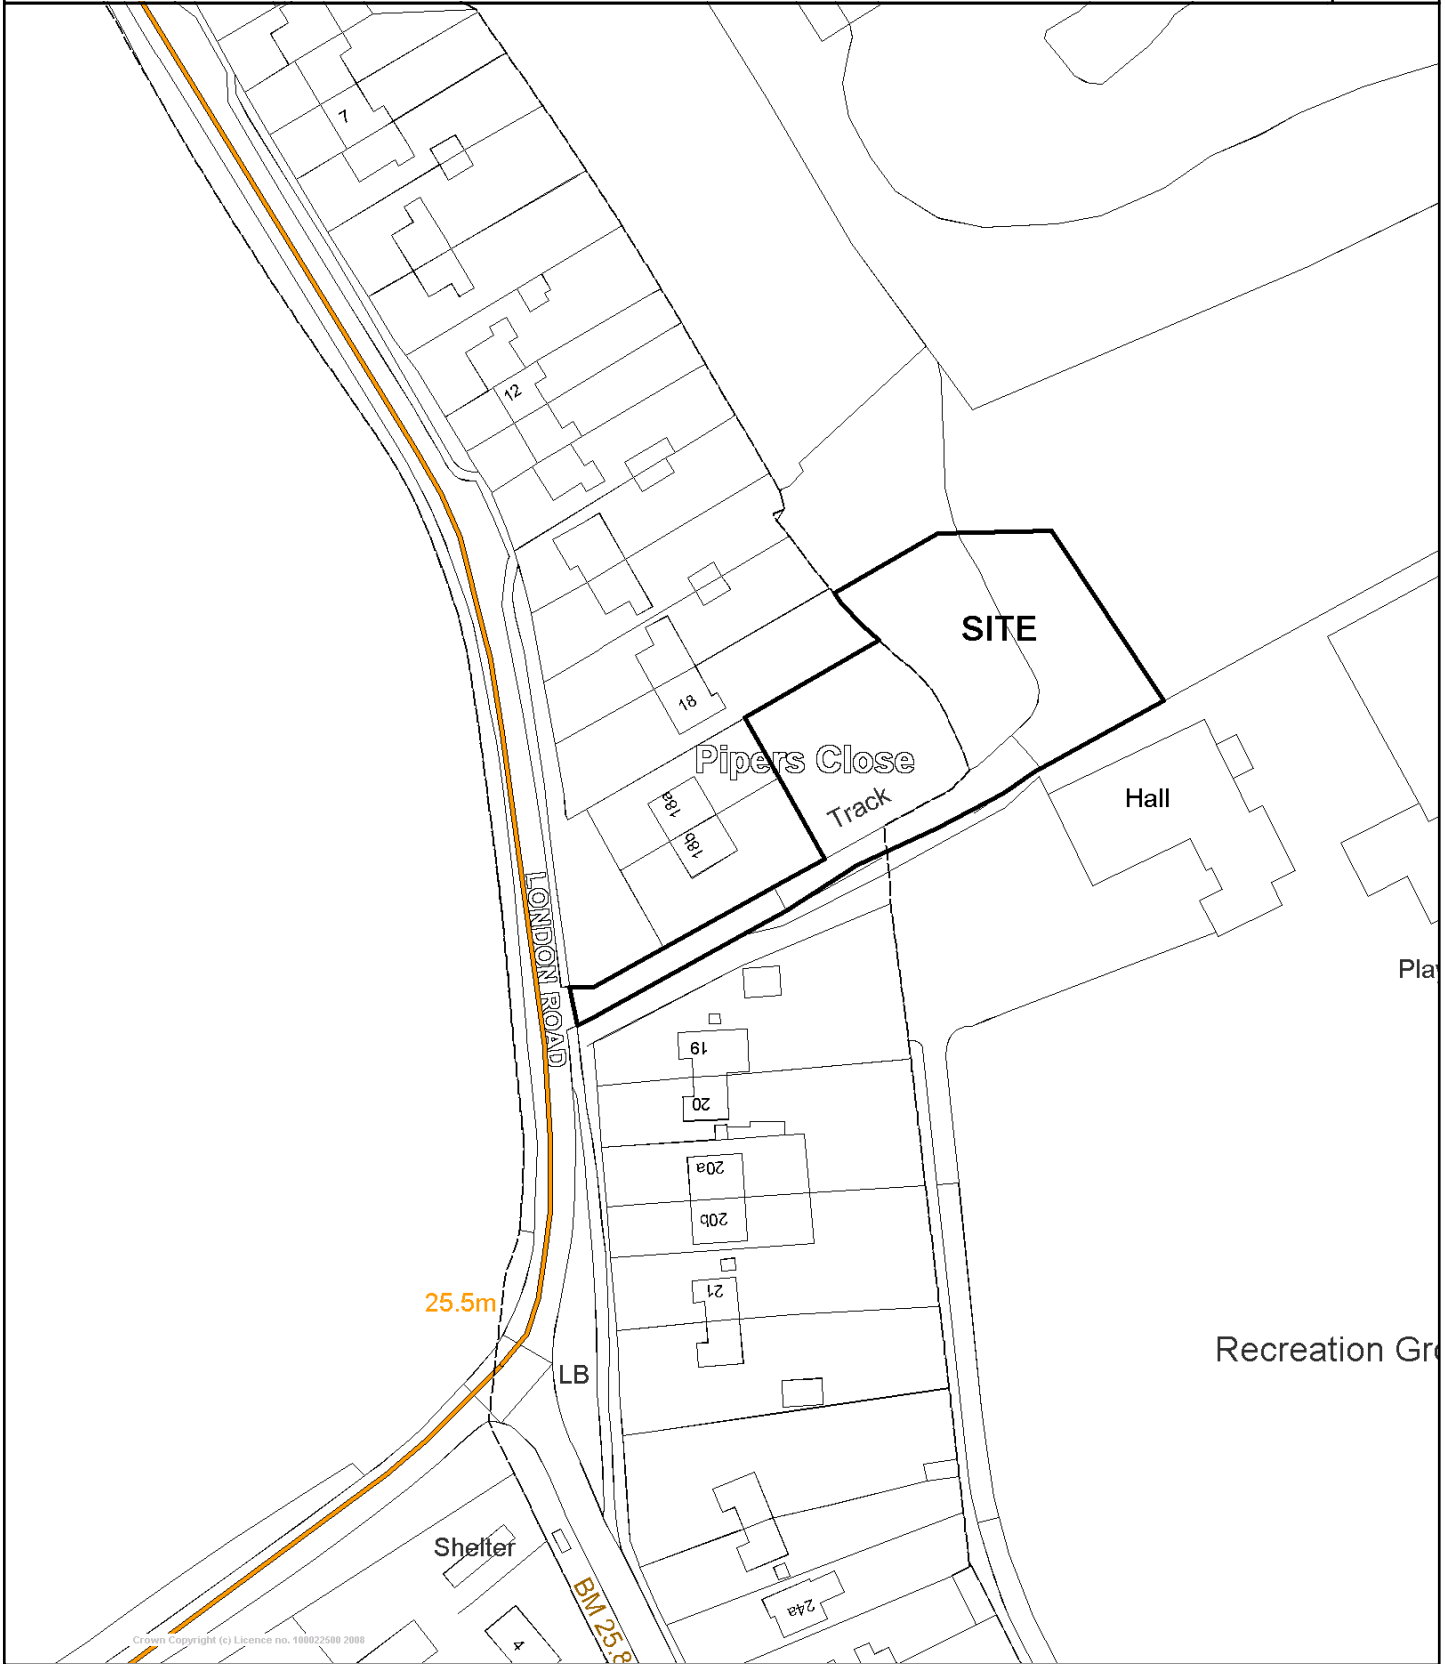 7
12
SITE
18
Pipers Close
18a
Track
Hall
18b
LONDON ROAD
Pla
19
20
20a
20b
21
25.5m
Recreation Gr
LB
Shelter
BM 25.8
24a
4
Crown Copyright (c) Licence no. 100022500 2008